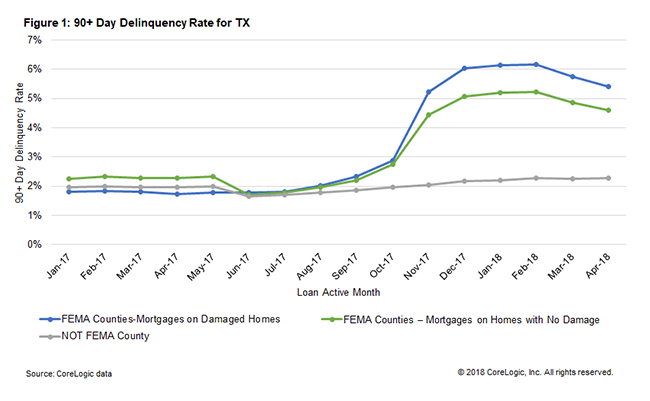 Figure 1: 90+ Day Delinquency Rate for TX
7%
6%
5%
4%
3%
2%
1%
0%
90+ Day Delinquency Rate
Jan-17
Feb-17
Mar-17
Apr-17
May-17
Jun-17
Jul-17
Aug-17
Sep-17
Oct-17
Nov-17
Dec-17
Jan-18
Feb-18
Mar-18
Apr-18
Loan Active Month
FEMA Counties-Mortgages on Damaged Homes
FEMA Counties – Mortgages on Homes with No Damage
NOT FEMA County
Source: CoreLogic data
© 2018 CoreLogic, Inc. All rights reserved.